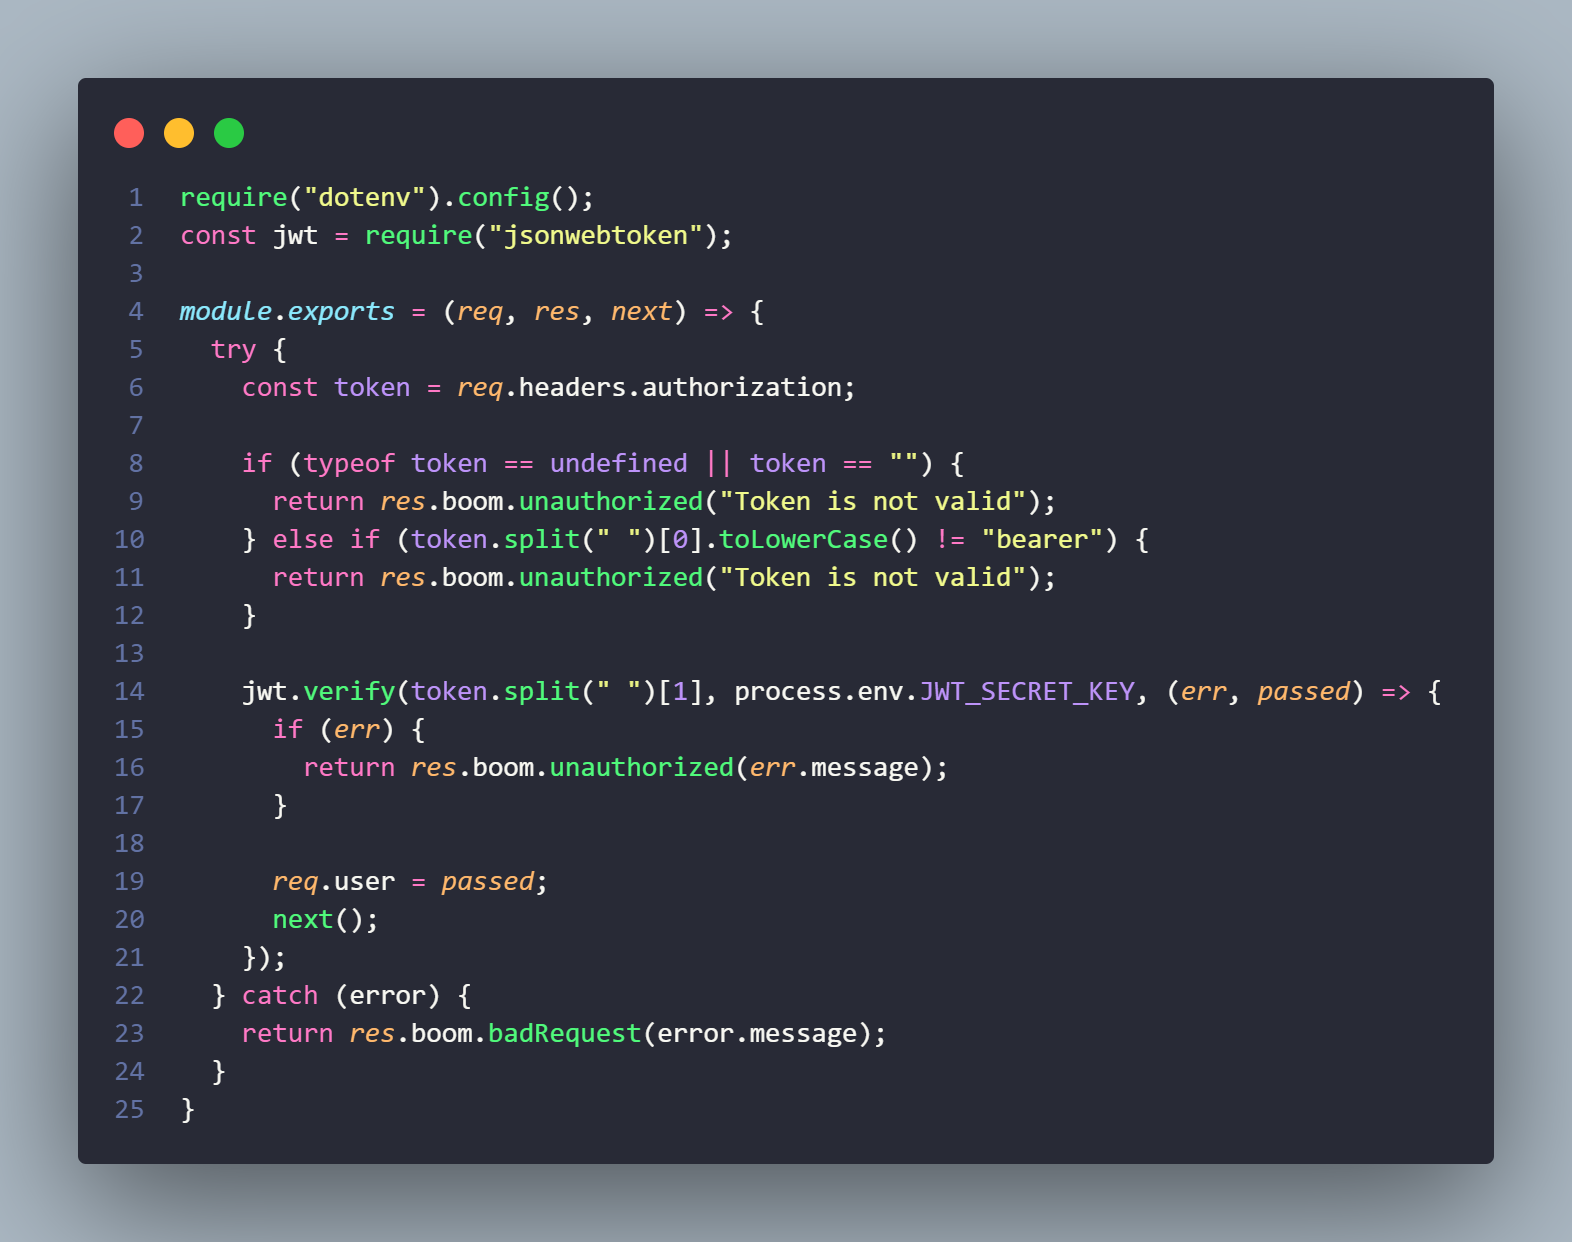 1 require("dotenv").config();
2 const jwt = require("jsonwebtoken");
3
4 module.exports = (req, res, next) => {
5   try {
6     const token = req.headers.authorization;
7
8     if (typeof token == undefined || token == "") {
9       return res.boom.unauthorized("Token is not valid");
10     } else if (token.split(" ")[0].toLowerCase() != "bearer") {
11       return res.boom.unauthorized("Token is not valid");
12     }
13
14     jwt.verify(token.split(" ")[1], process.env.JWT_SECRET_KEY, (err, passed) => {
15       if (err) {
16         return res.boom.unauthorized(err.message);
17       }
18
19       req.user = passed;
20       next();
21     });
22   } catch (error) {
23     return res.boom.badRequest(error.message);
24   }
25 }